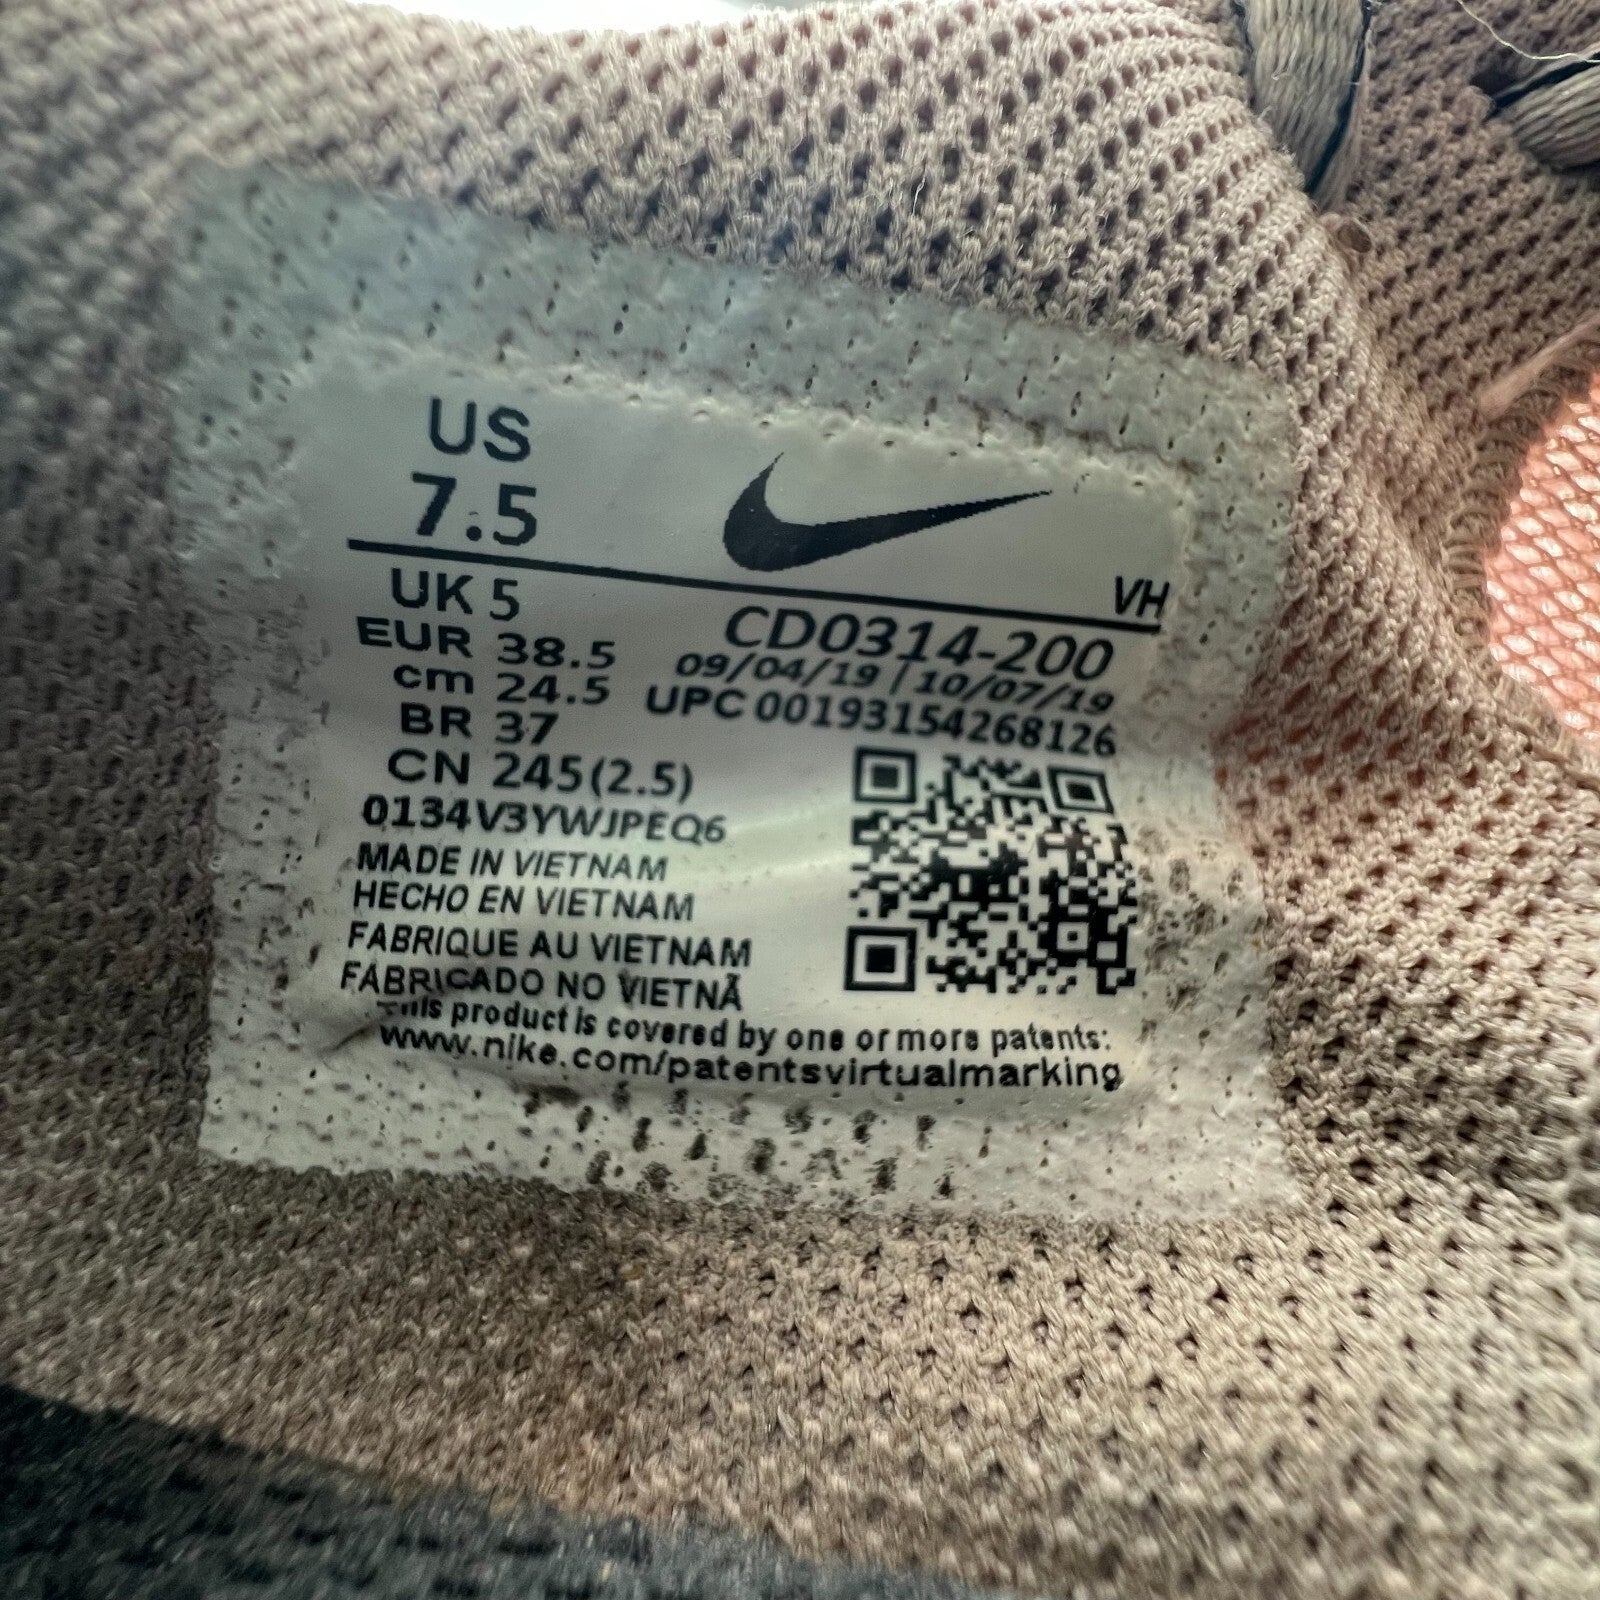 US
7.5
VH
UK 5
EUR 38.5
cm 24.5
BR 37
CN 245(2.5)
CD0314-200
09/04/19 | 10/07/19
UPC 00193154268126
0134V3YWJPEQ6
MADE IN VIETNAM
HECHO EN VIETNAM
FABRIQUE AU VIETNAM
FABRICADO NO VIETNÃ
This product is covered by one or more patents:
www.nike.com/patentsvirtualmarking